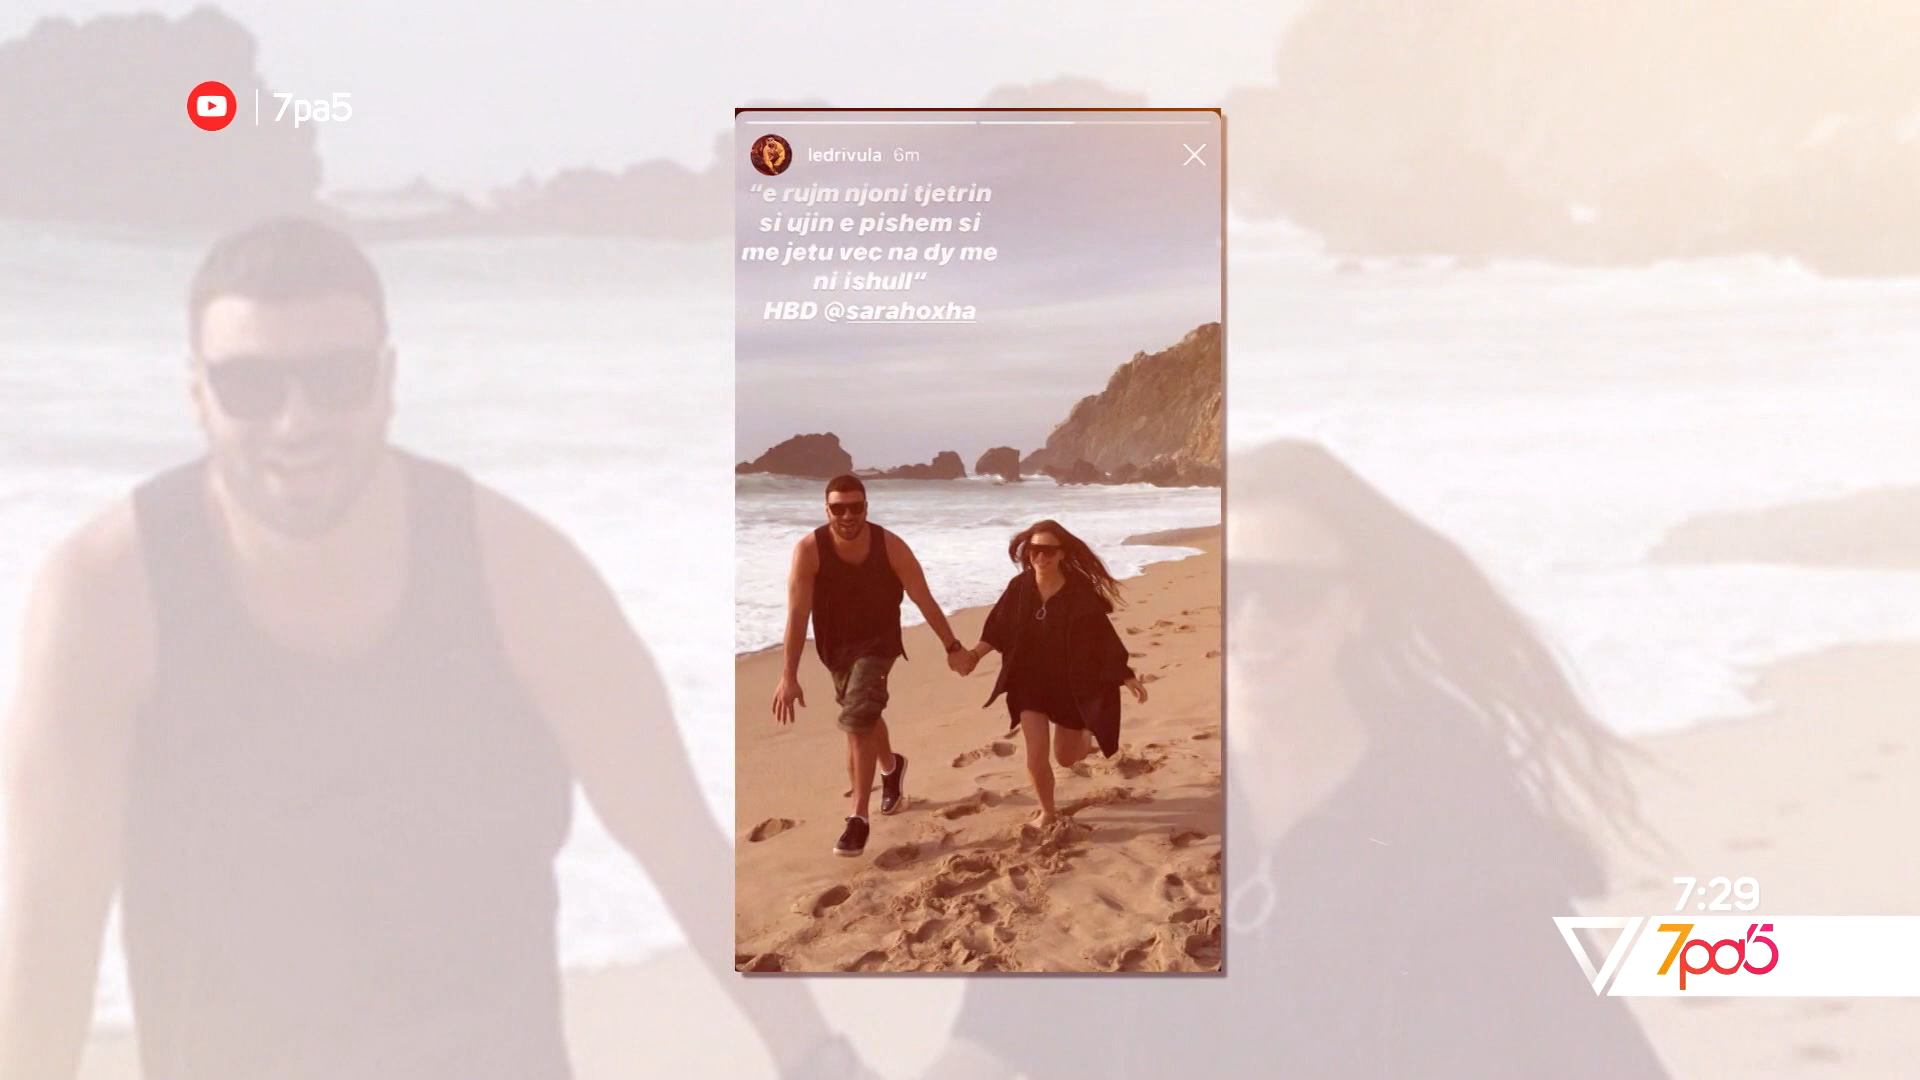 7pa5
ledrivula 6m
“e rujm njoni tjetrin
si ujin e pishem si
me jetu vec na dy me
ni ishull“
HBD @sarahoxha
7:29
7pa5